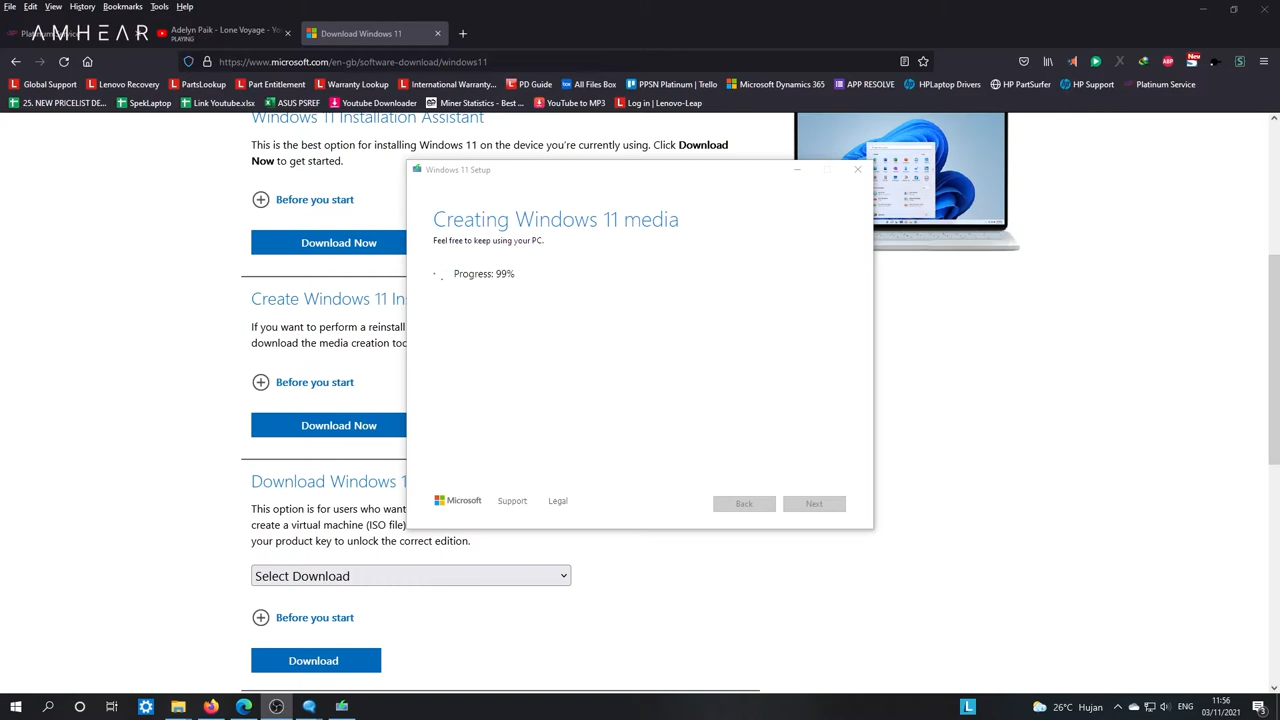 File Edit View History Bookmarks Tools Help
AMHEAR
Adelyn Paik - Lone Voyage - Yo
PLAYING
Download Windows 11
https://www.microsoft.com/en-gb/software-download/windows11
New
Global Support Lenovo Recovery PartsLookup Part Entitlement Warranty Lookup International Warranty... PD Guide All Files Box PPSN Platinum | Trello Microsoft Dynamics 365 APP RESOLVE HPLaptop Drivers HP PartSurfer HP Support Platinum Service
25. NEW PRICELIST DE... SpekLaptop Link Youtube.xlsx ASUS PSREF Youtube Downloader Miner Statistics - Best ... YouTube to MP3 Log in | Lenovo-Leap
Windows 11 Installation Assistant
This is the best option for installing Windows 11 on the device you're currently using. Click Download
Now to get started.
Before you start
Download Now
Create Windows 11 In
If you want to perform a reinstall
download the media creation too
Before you start
Download Now
Download Windows 1
This option is for users who want
create a virtual machine (ISO file)
your product key to unlock the correct edition.
Select Download
Before you start
Download
Windows 11 Setup
Creating Windows 11 media
Feel free to keep using your PC.
Progress: 99%
Microsoft Support Legal
Back Next
26°C Hujan
ENG
11:56
03/11/2021